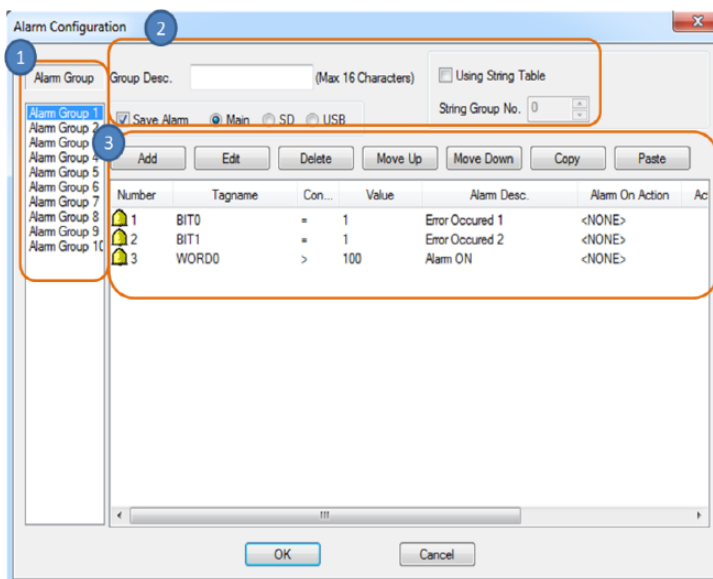 Alarm Configuration
2
1
Alarm Group
Group Desc.
(Max 16 Characters)
Using String Table
String Group No. 0
Save Alarm Main SD USB
Alarm Group 1
Alarm Group 2
Alarm Group
Alarm Group 4
Alarm Group 5
Alarm Group 6
Alarm Group 7
Alarm Group 8
Alarm Group 9
Alarm Group 10
3
Add Edit Delete Move Up Move Down Copy Paste
Number Tagname Con... Value Alarm Desc. Alarm On Action Ac
1 BIT0 = 1 Error Occured 1 <NONE>
2 BIT1 = 1 Error Occured 2 <NONE>
3 WORD0 > 100 Alarm ON <NONE>
OK Cancel